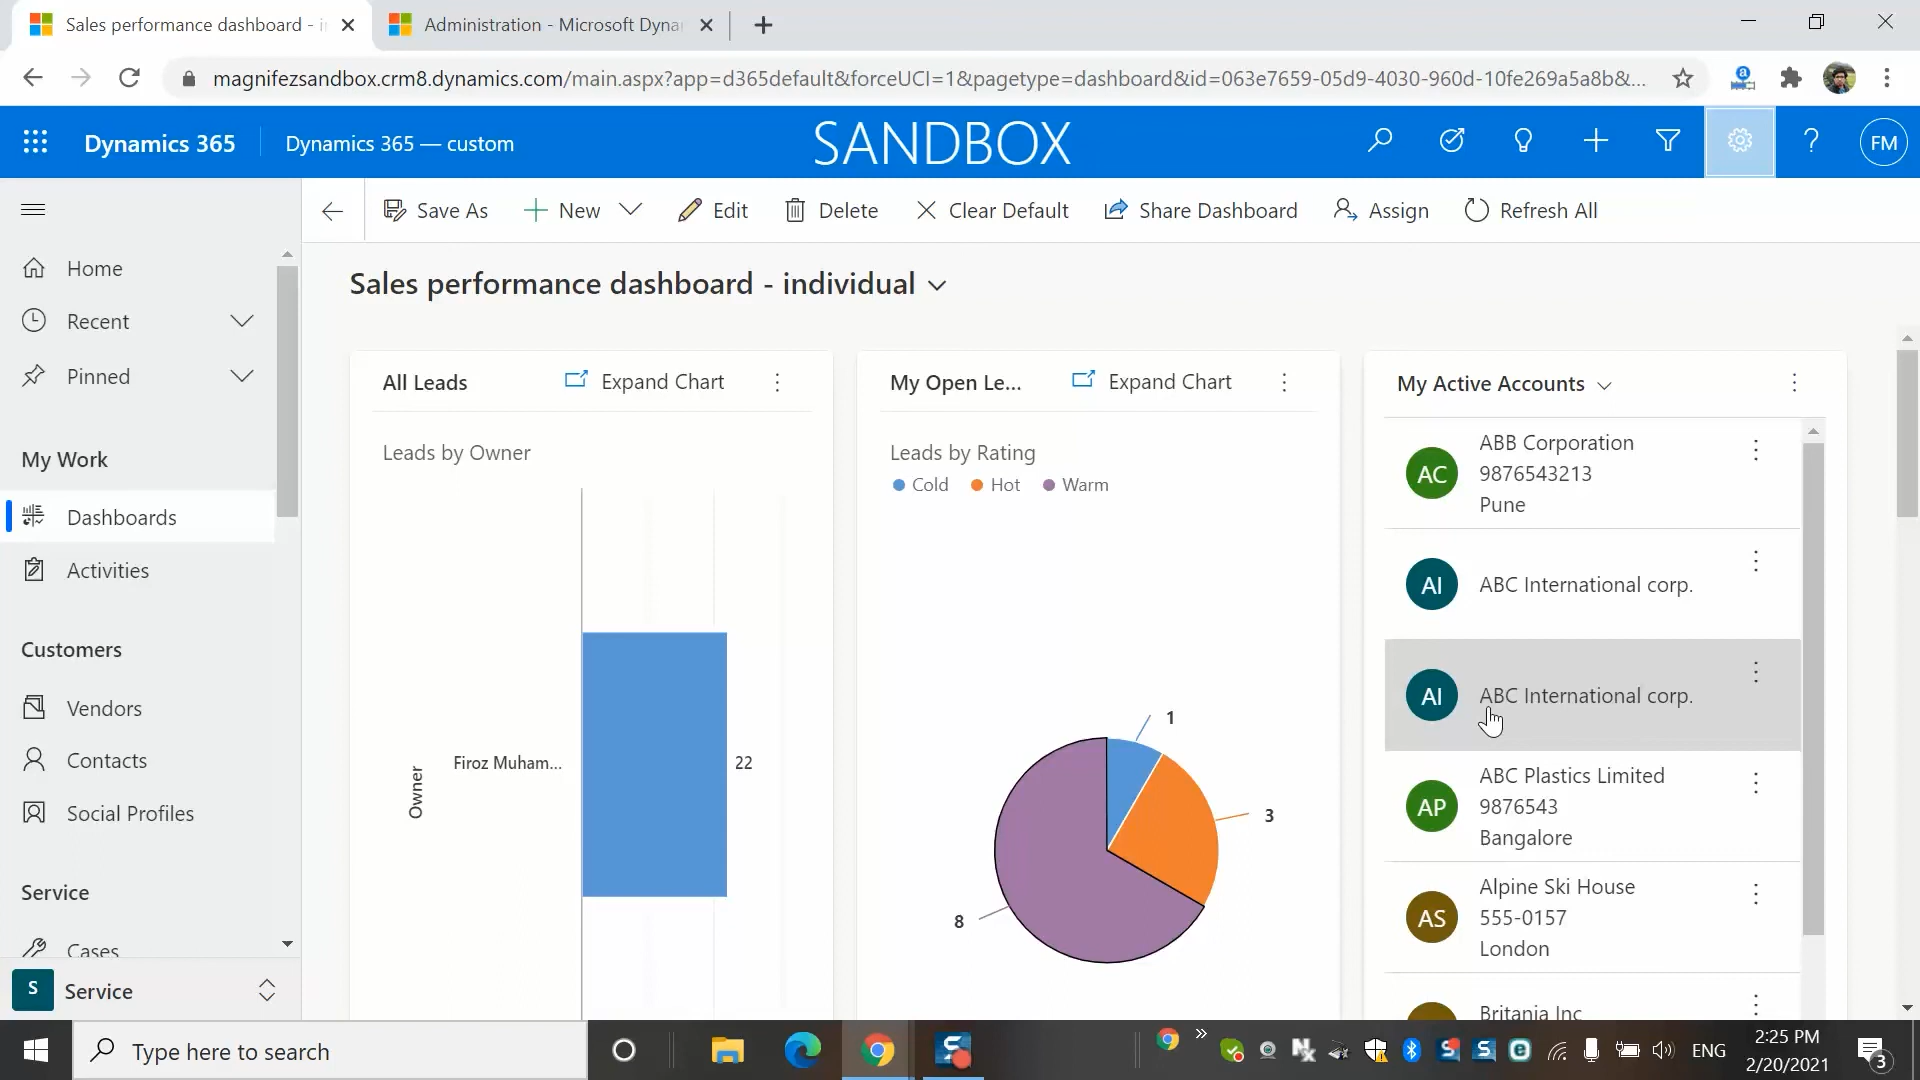 Sales performance dashboard - i
Administration - Microsoft Dyna
magnifezsandbox.crm8.dynamics.com/main.aspx?app=d365default&forceUCI=1&pagetype=dashboard&id=063e7659-05d9-4030-960d-10fe269a5a8b&...
Dynamics 365
Dynamics 365 — custom
SANDBOX
FM
Save As
New
Edit
Delete
Clear Default
Share Dashboard
Assign
Refresh All
Home
Recent
Pinned
My Work
Dashboards
Activities
Customers
Vendors
Contacts
Social Profiles
Service
Cases
S
Service
Sales performance dashboard - individual
All Leads
Expand Chart
Leads by Owner
Owner
Firoz Muham...
22
My Open Le...
Expand Chart
Leads by Rating
Cold
Hot
Warm
1
3
8
My Active Accounts
AC
ABB Corporation
9876543213
Pune
AI
ABC International corp.
AI
ABC International corp.
AP
ABC Plastics Limited
9876543
Bangalore
AS
Alpine Ski House
555-0157
London
Britania Inc
Type here to search
ENG
2:25 PM
2/20/2021
3